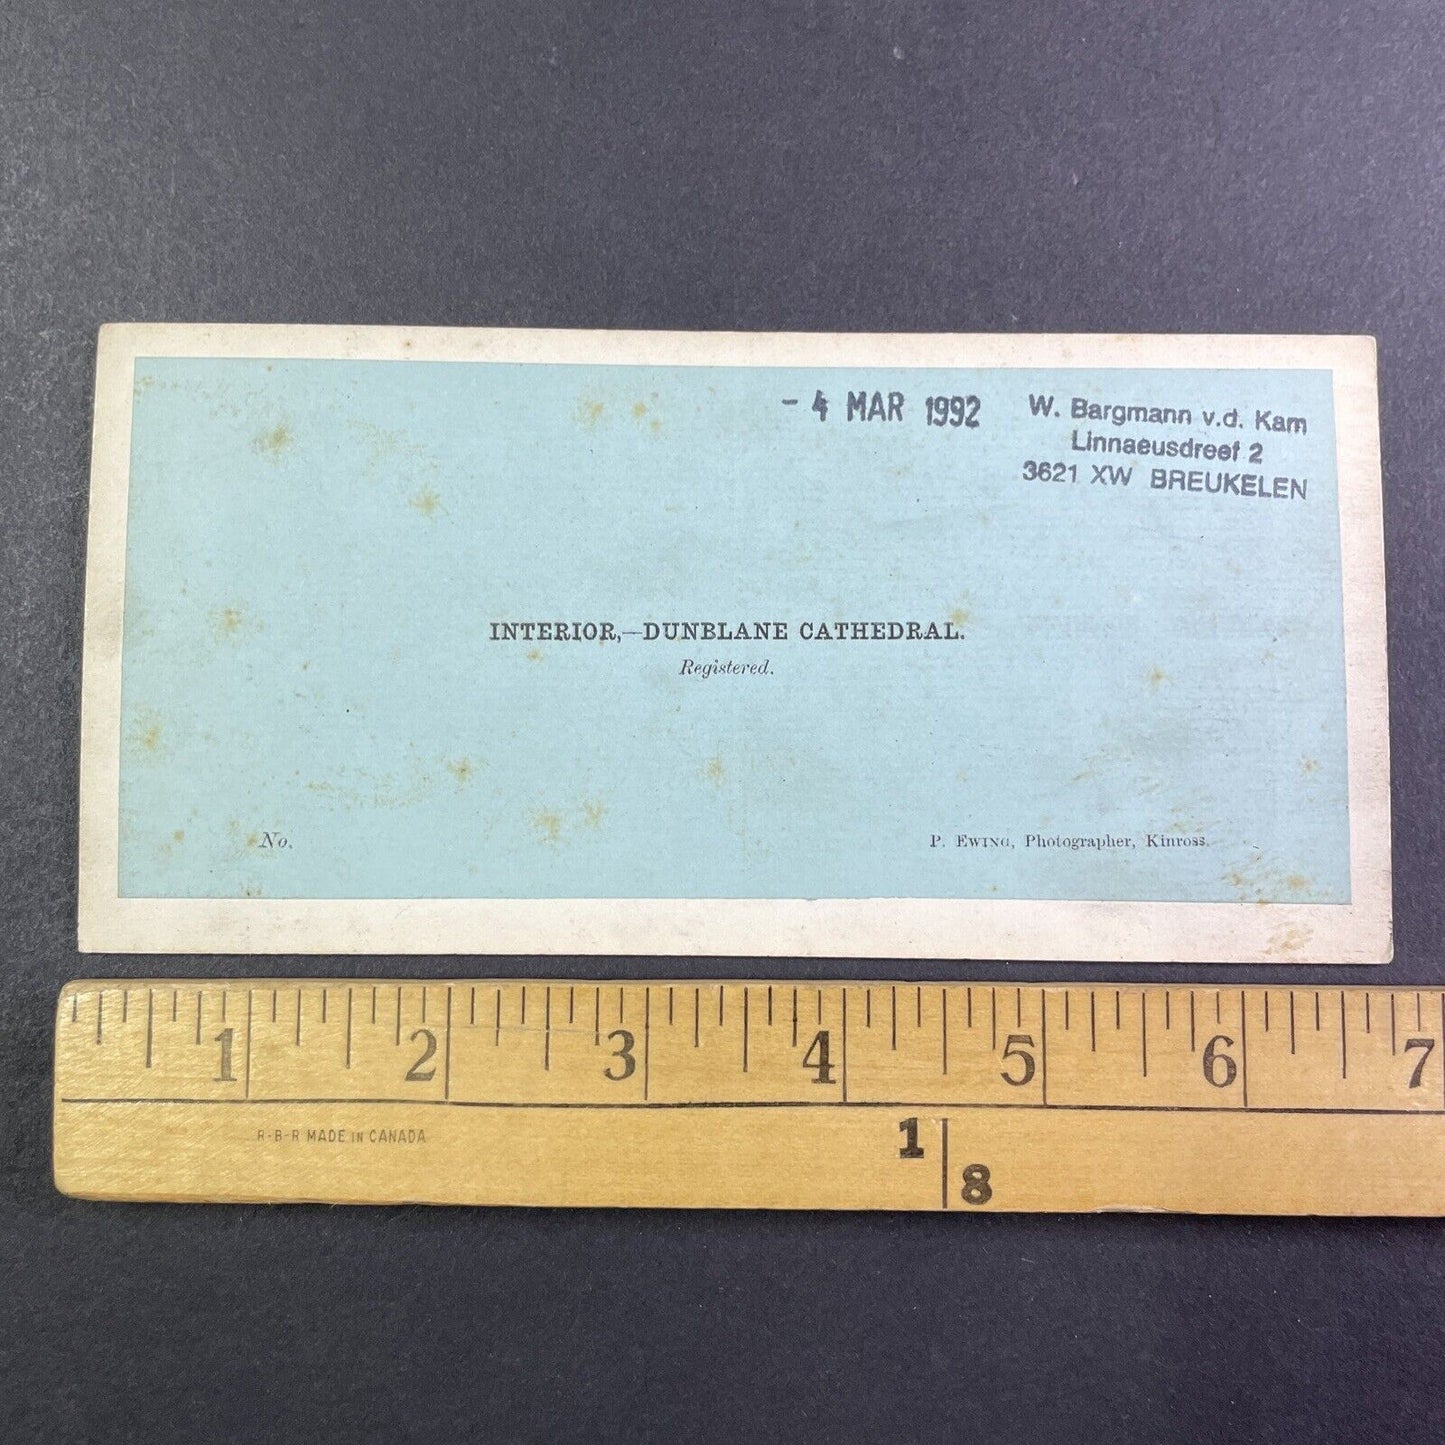 - 4 MAR 1992
W. Bargmann v.d. Kam
Linnaeusdreef 2
3621 XW BREUKELEN
INTERIOR,—DUNBLANE CATHEDRAL.
Registered.
No.
P. EWING, Photographer, Kinross.
1 2 3 4 5 6 7
R-B-R MADE IN CANADA
1
8